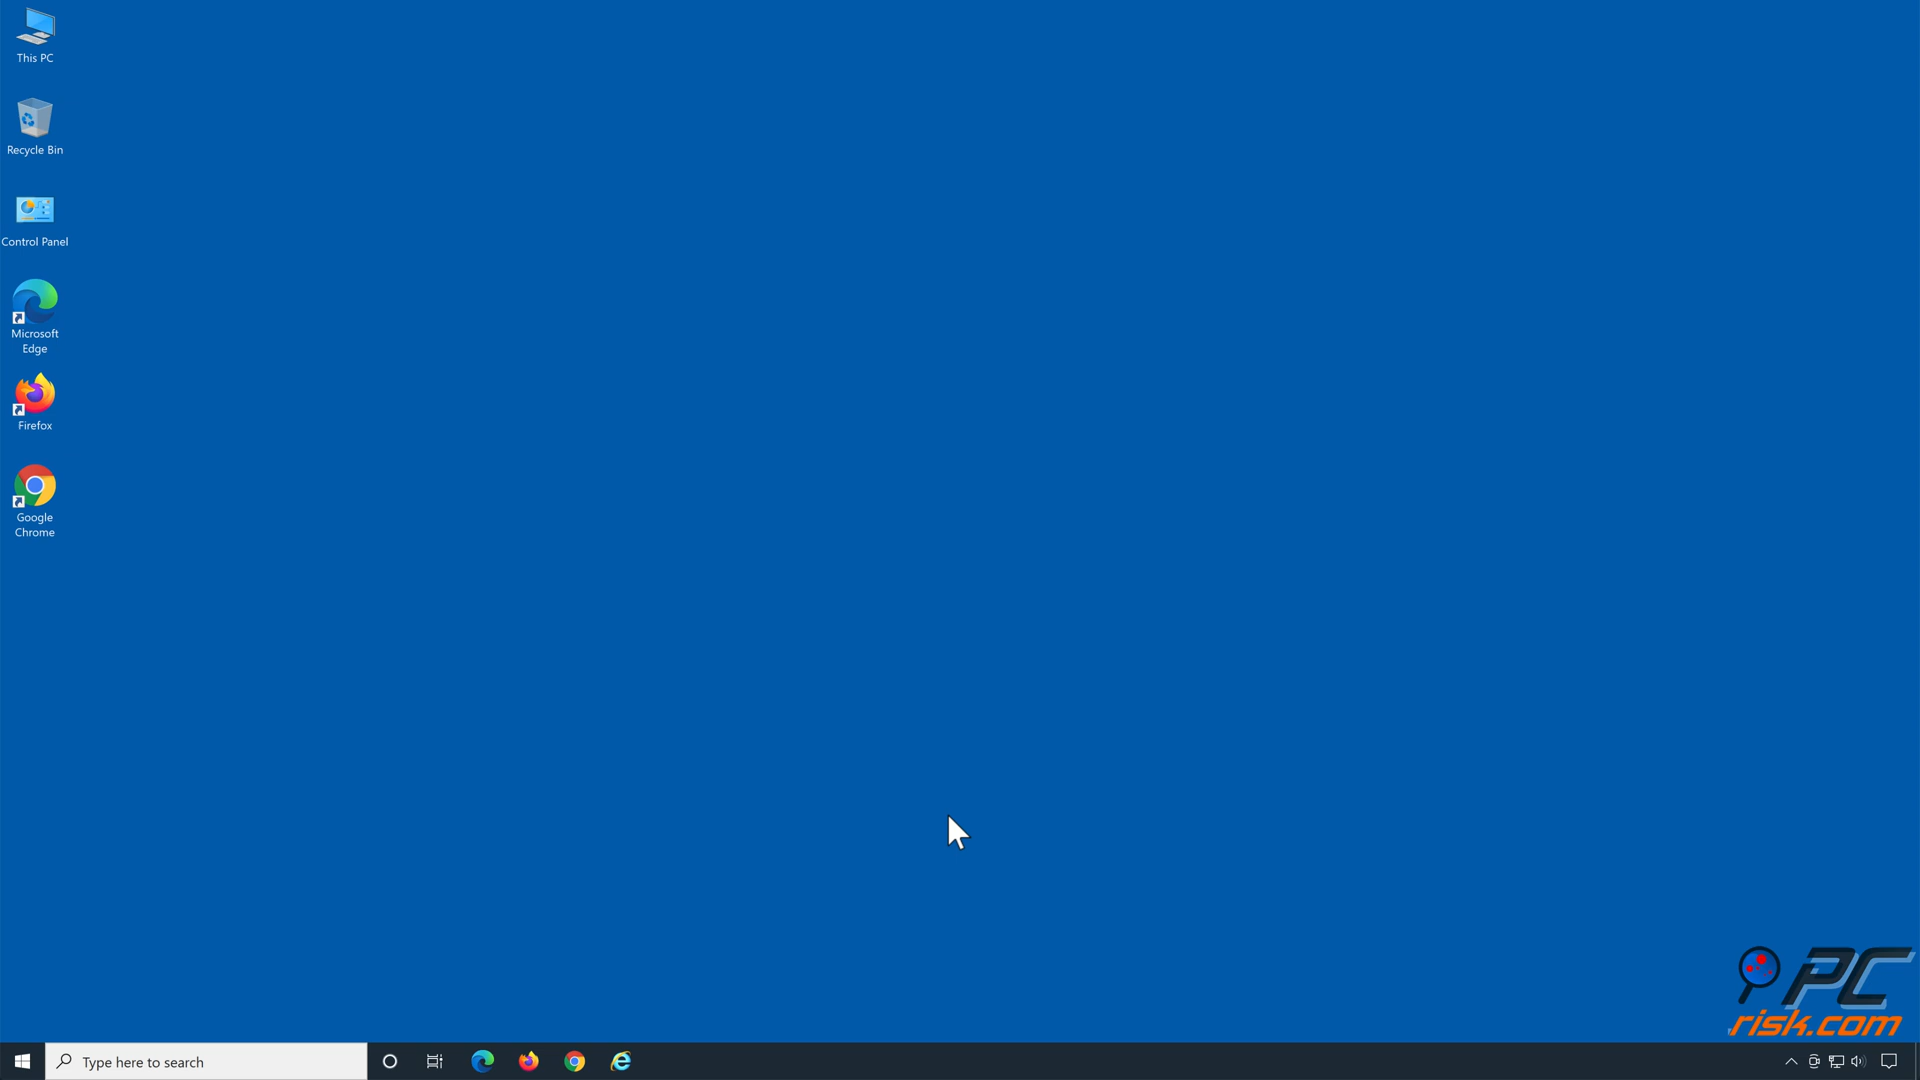 This PC
Recycle Bin
Control Panel
Microsoft
Edge
Firefox
Google
Chrome
PC
risk.com
Type here to search